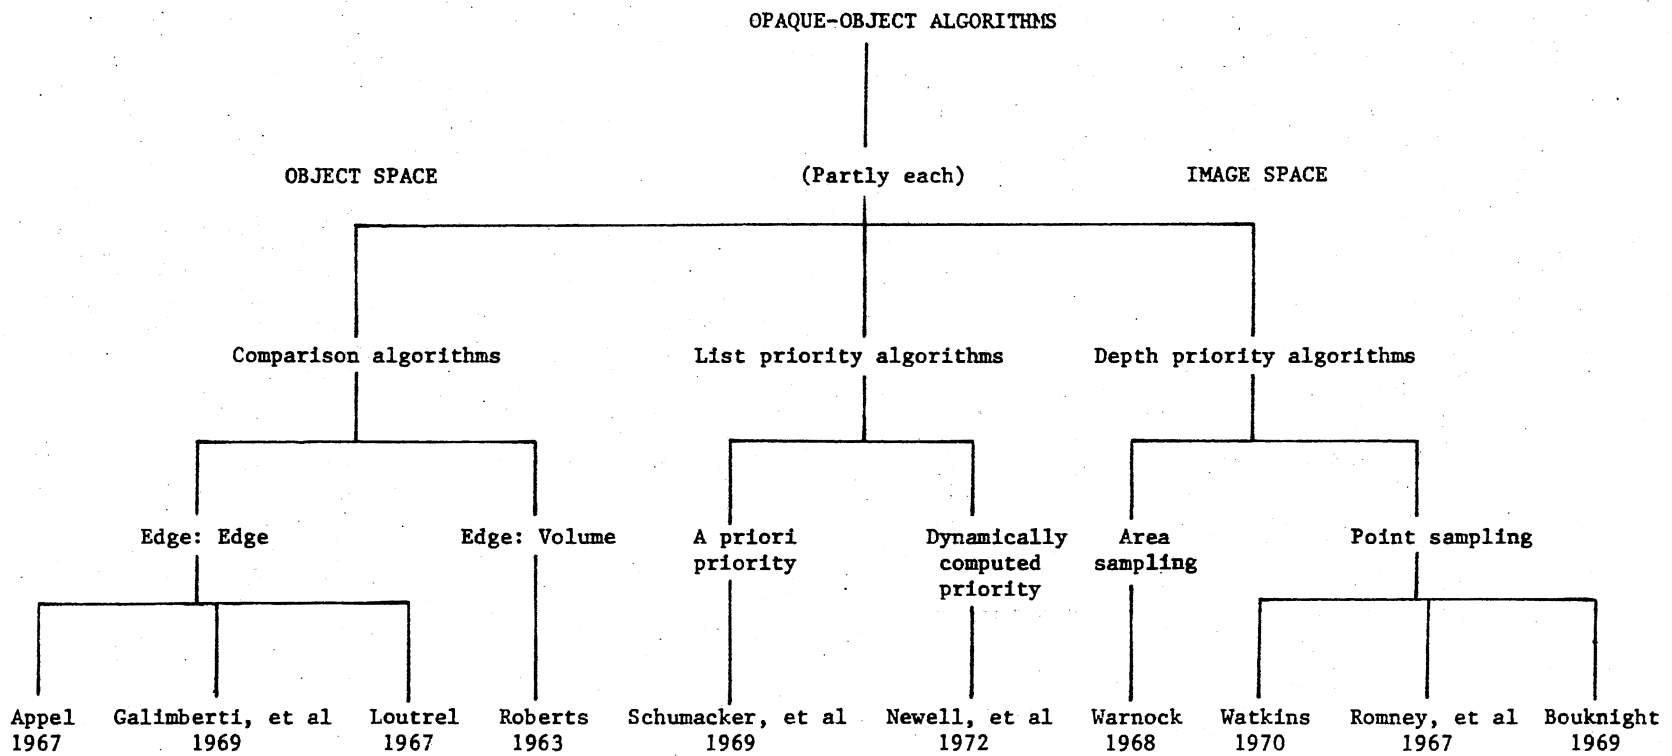 OPAQUE-OBJECT ALGORITHMS
OBJECT SPACE
(Partly each)
IMAGE SPACE
Comparison algorithms
List priority algorithms
Depth priority algorithms
Edge: Edge
Edge: Volume
A priori
priority
Dynamically
computed
priority
Area
sampling
Point sampling
Appel
1967
Galimberti, et al
1969
Loutrel
1967
Roberts
1963
Schumacker, et al
1969
Newell, et al
1972
Warnock
1968
Watkins
1970
Romney, et al
1967
Bouknight
1969